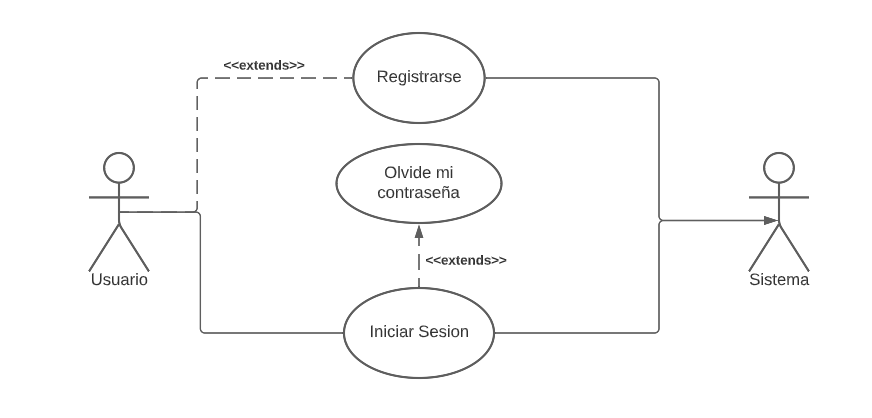 <<extends>>
Registrarse
Olvide mi
contraseña
<<extends>>
Usuario
Sistema
Iniciar Sesion